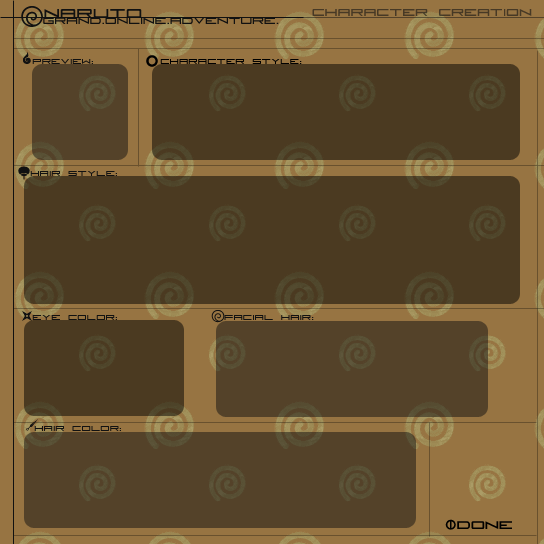 NARUTO CHARACTER CREATION
GRAND.ONLINE.ADVENTURE.
PREVIEW: CHARACTER STYLE:
HAIR STYLE:
EYE COLOR: FACIAL HAIR:
HAIR COLOR:
DONE